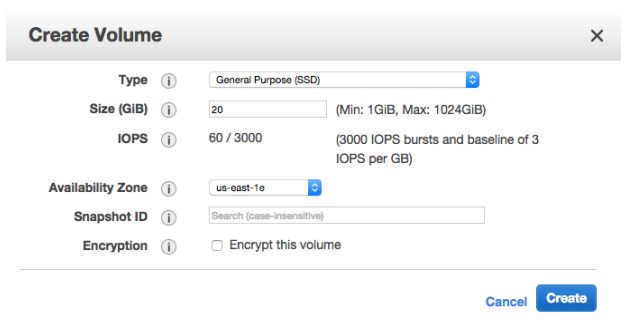 Create Volume ×
Type i General Purpose (SSD)
Size (GiB) i 20 (Min: 1GiB, Max: 1024GiB)
IOPS i 60 / 3000 (3000 IOPS bursts and baseline of 3
IOPS per GB)
Availability Zone i us-east-1e
Snapshot ID i Search (case-insensitive)
Encryption i Encrypt this volume
Cancel Create